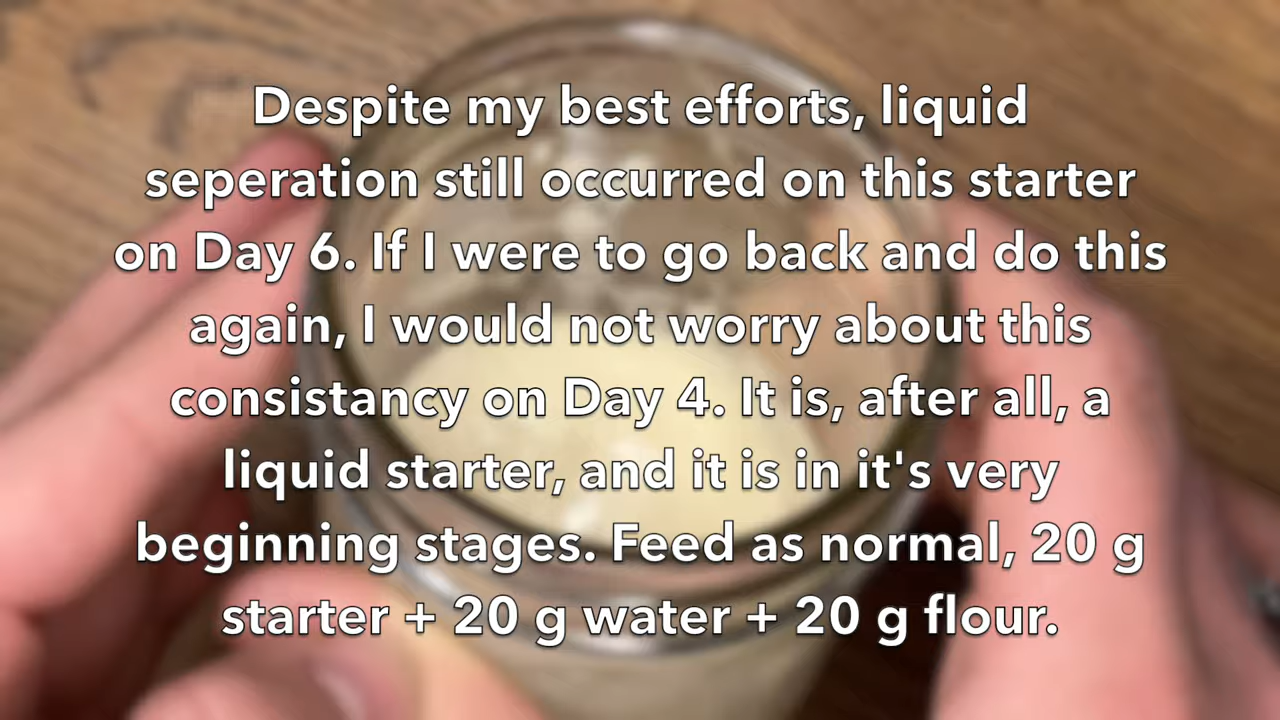 Despite my best efforts, liquid
seperation still occurred on this starter
on Day 6. If I were to go back and do this
again, I would not worry about this
consistancy on Day 4. It is, after all, a
liquid starter, and it is in it's very
beginning stages. Feed as normal, 20 g
starter + 20 g water + 20 g flour.